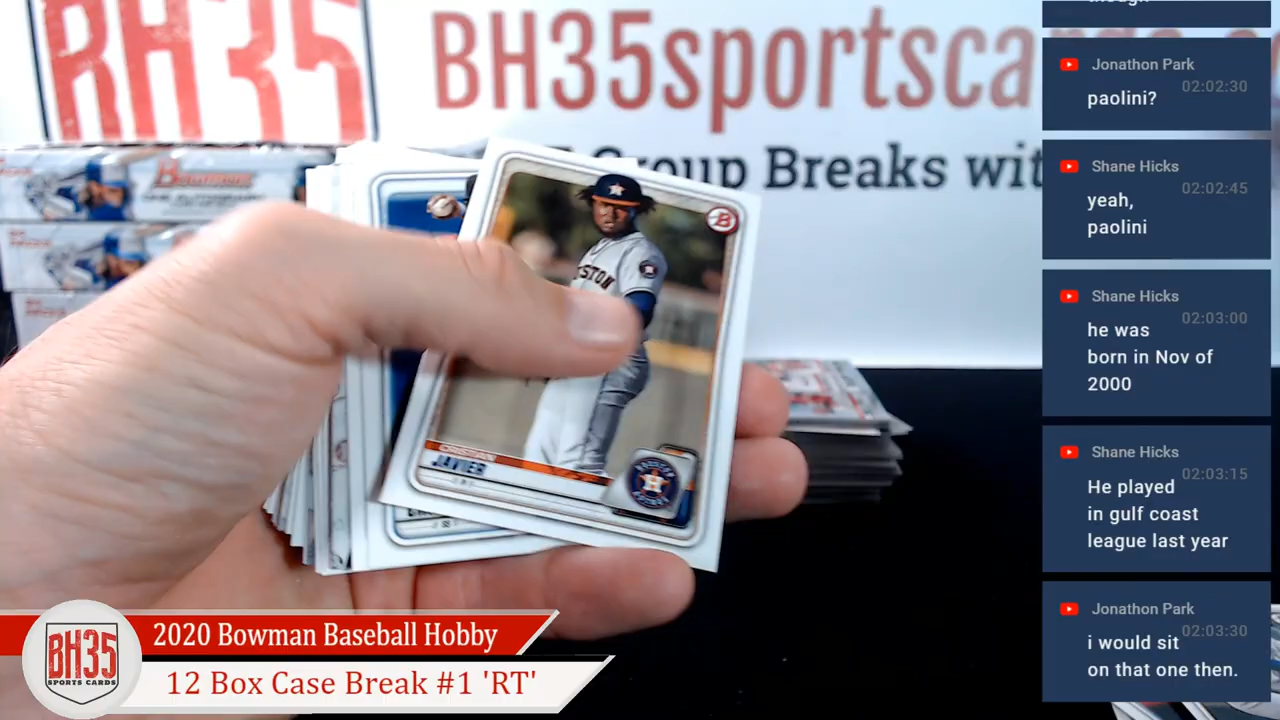 BH35
BH35sportsca
Group Breaks wit
BOWMAN
HOUSTON
CRISTIAN
JAVIER
H
B
Jonathon Park
02:02:30
paolini?
Shane Hicks
02:02:45
yeah,
paolini
Shane Hicks
02:03:00
he was
born in Nov of
2000
Shane Hicks
02:03:15
He played
in gulf coast
league last year
Jonathon Park
02:03:30
i would sit
on that one then.
BH35
SPORTS CARDS
2020 Bowman Baseball Hobby
12 Box Case Break #1 'RT'